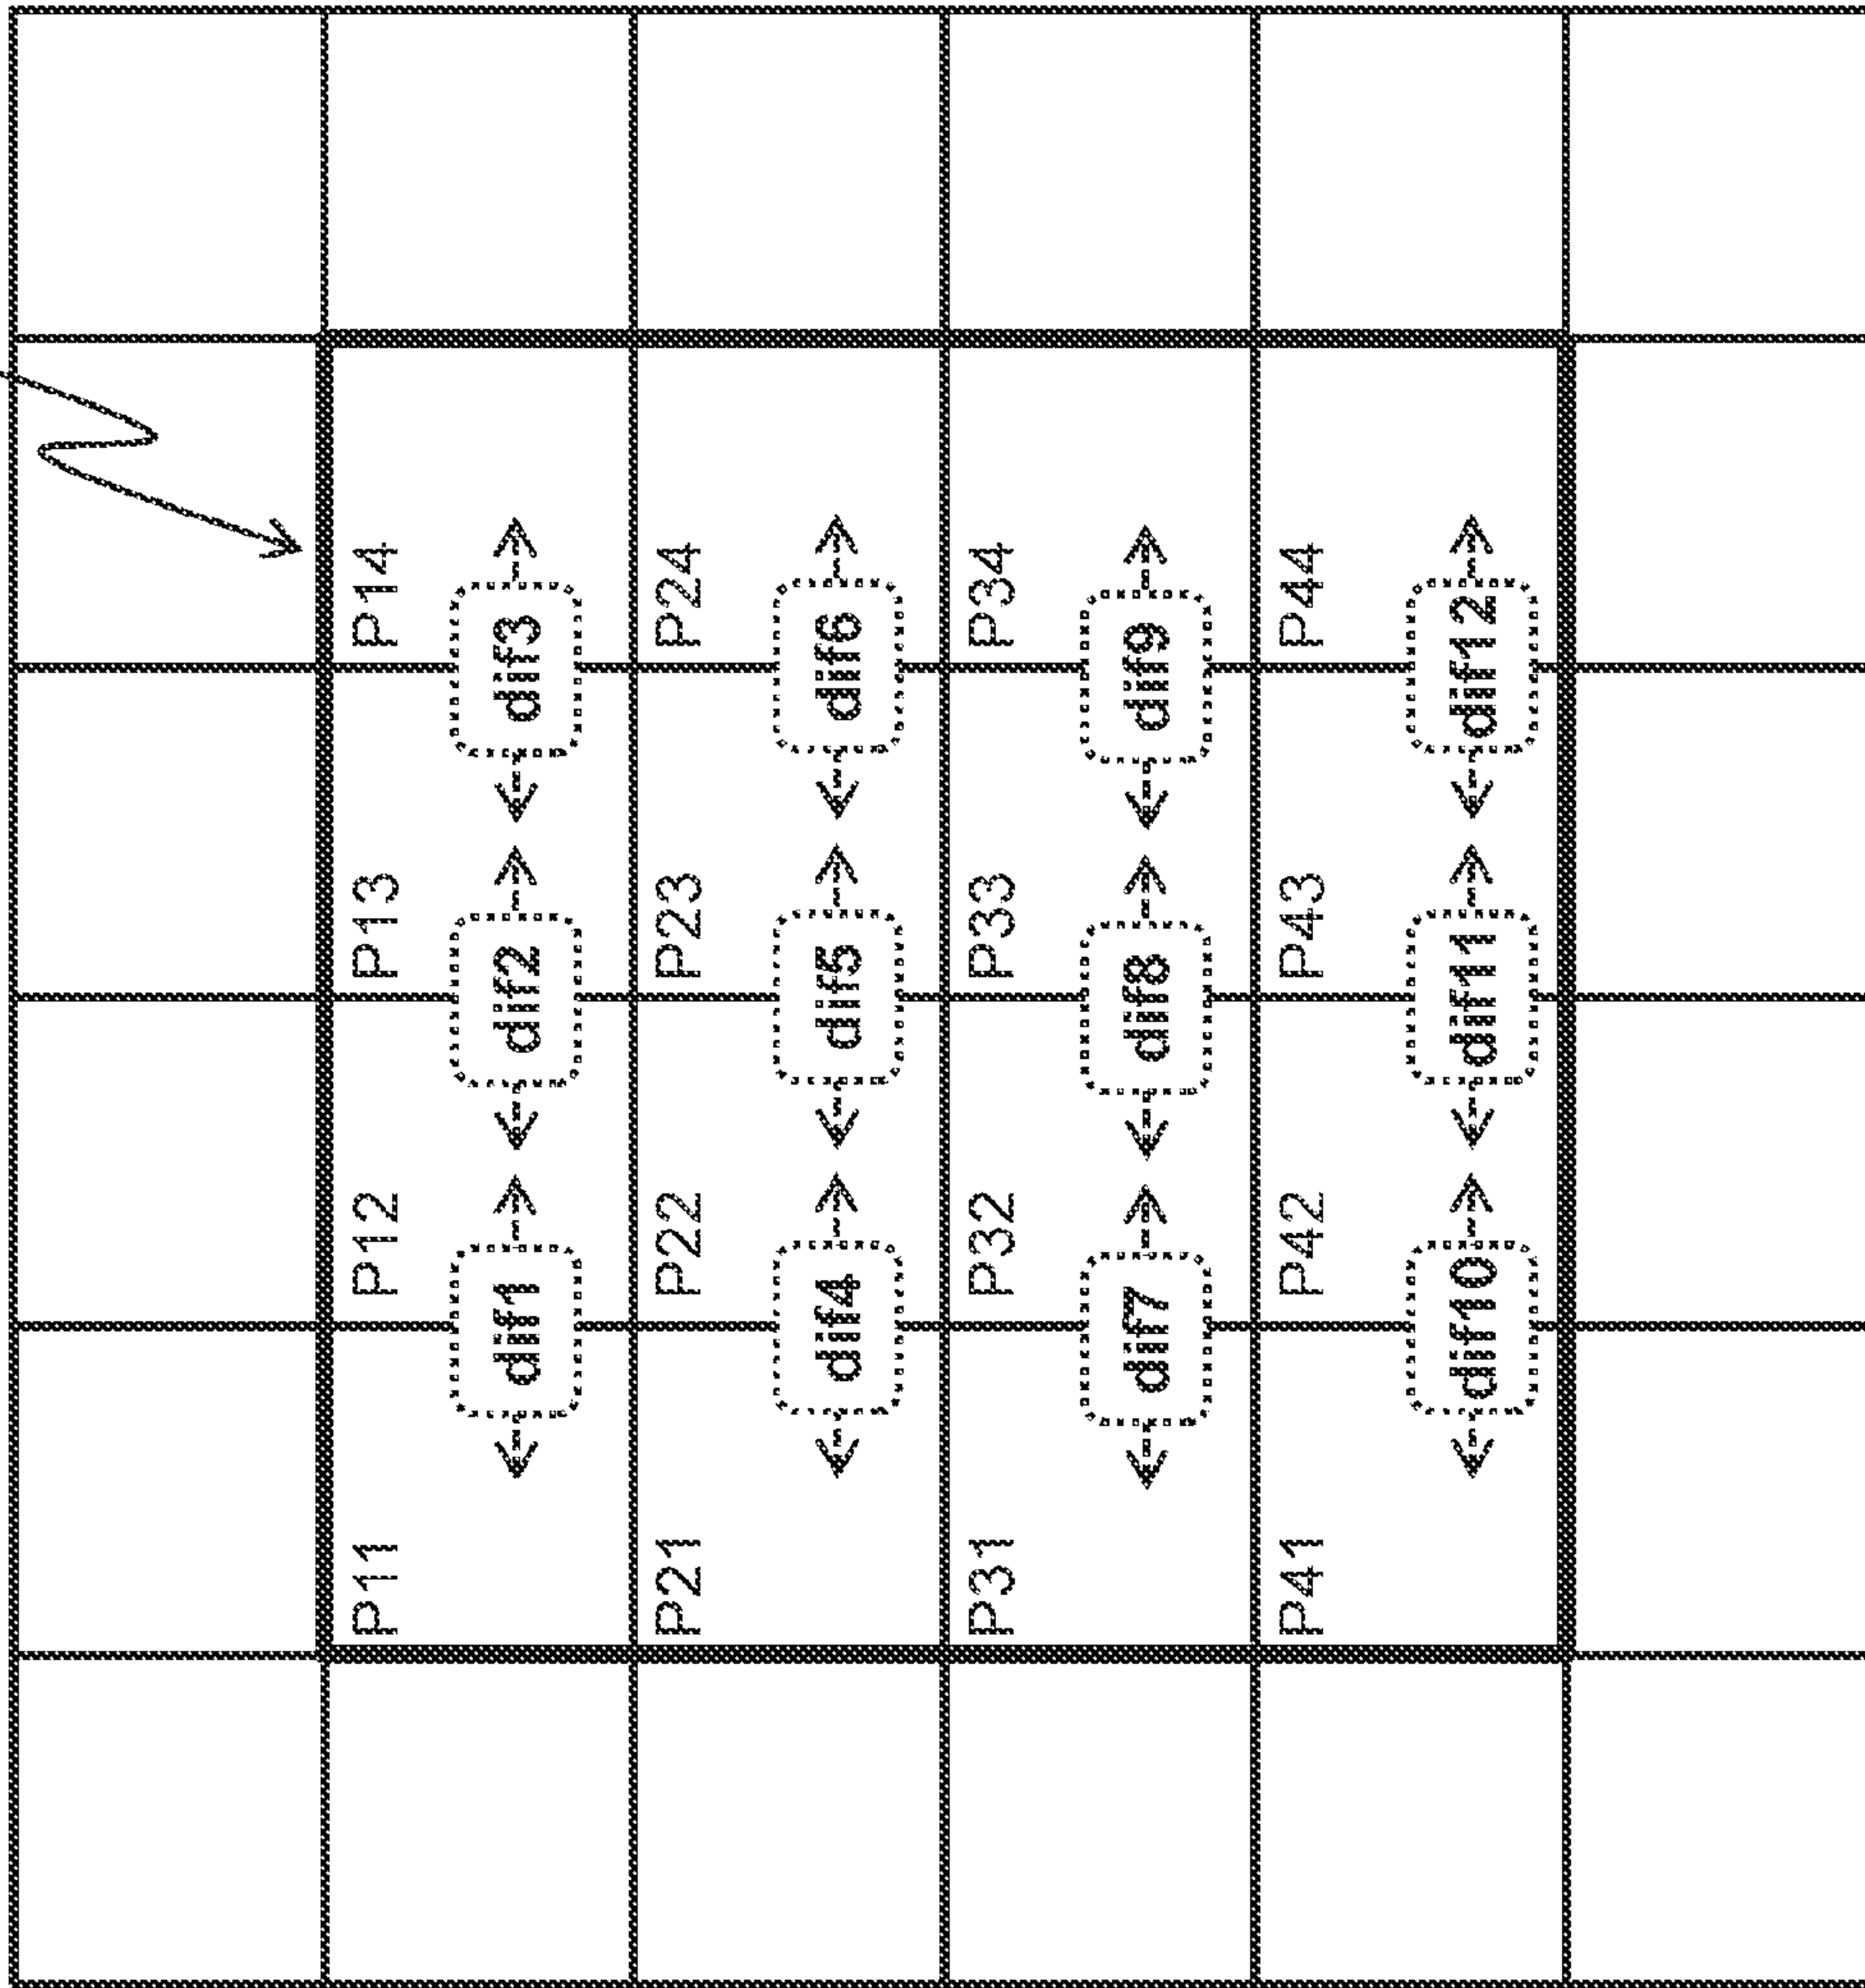 P11 P12 P13 P14
dif1 dif2 dif3
P21 P22 P23 P24
dif4 dif5 dif6
P31 P32 P33 P34
dif7 dif8 dif9
P41 P42 P43 P44
dif10 dif11 dif12